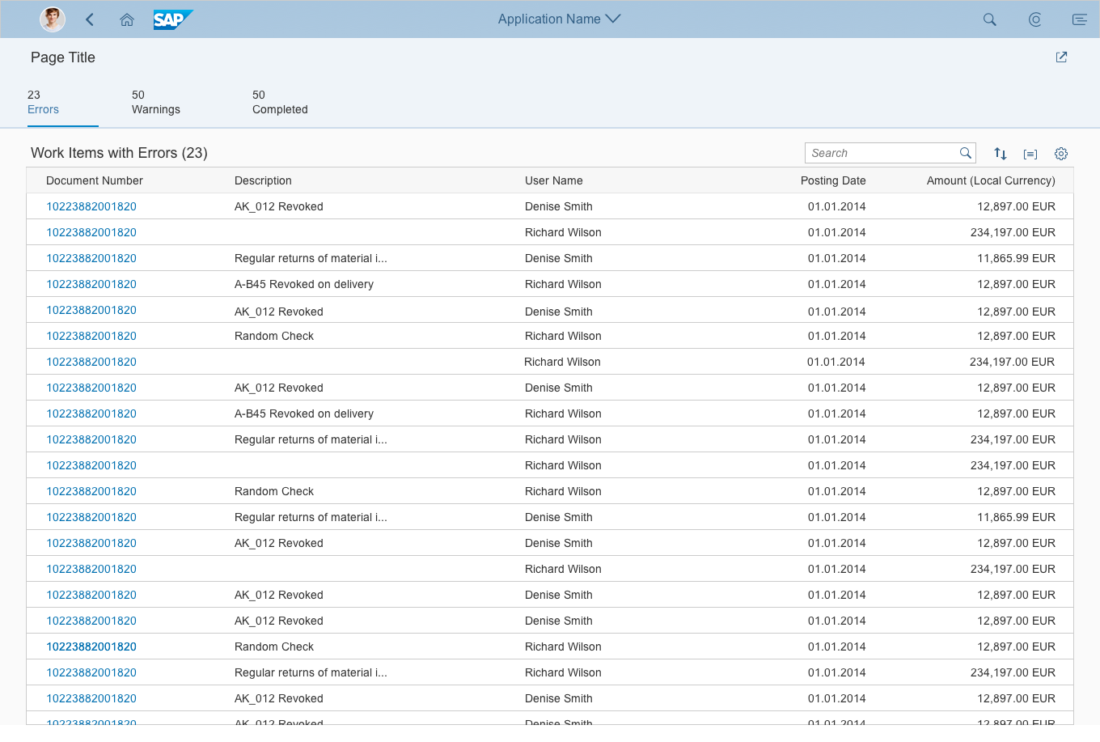 SAP Application Name
Page Title
23 50 50
Errors Warnings Completed
Work Items with Errors (23) Search
Document Number Description User Name Posting Date Amount (Local Currency)
10223882001820 AK_012 Revoked Denise Smith 01.01.2014 12,897.00 EUR
10223882001820 Richard Wilson 01.01.2014 234,197.00 EUR
10223882001820 Regular returns of material i... Denise Smith 01.01.2014 11,865.99 EUR
10223882001820 A-B45 Revoked on delivery Richard Wilson 01.01.2014 12,897.00 EUR
10223882001820 AK_012 Revoked Denise Smith 01.01.2014 12,897.00 EUR
10223882001820 Random Check Richard Wilson 01.01.2014 12,897.00 EUR
10223882001820 Richard Wilson 01.01.2014 234,197.00 EUR
10223882001820 AK_012 Revoked Denise Smith 01.01.2014 12,897.00 EUR
10223882001820 A-B45 Revoked on delivery Richard Wilson 01.01.2014 12,897.00 EUR
10223882001820 Regular returns of material i... Richard Wilson 01.01.2014 234,197.00 EUR
10223882001820 Richard Wilson 01.01.2014 234,197.00 EUR
10223882001820 Random Check Richard Wilson 01.01.2014 12,897.00 EUR
10223882001820 Regular returns of material i... Denise Smith 01.01.2014 11,865.99 EUR
10223882001820 AK_012 Revoked Denise Smith 01.01.2014 12,897.00 EUR
10223882001820 Richard Wilson 01.01.2014 234,197.00 EUR
10223882001820 AK_012 Revoked Denise Smith 01.01.2014 12,897.00 EUR
10223882001820 AK_012 Revoked Denise Smith 01.01.2014 12,897.00 EUR
10223882001820 Random Check Richard Wilson 01.01.2014 12,897.00 EUR
10223882001820 Regular returns of material i... Richard Wilson 01.01.2014 234,197.00 EUR
10223882001820 AK_012 Revoked Denise Smith 01.01.2014 12,897.00 EUR
10223882001820 AK_012 Revoked Denise Smith 01.01.2014 12,897.00 EUR